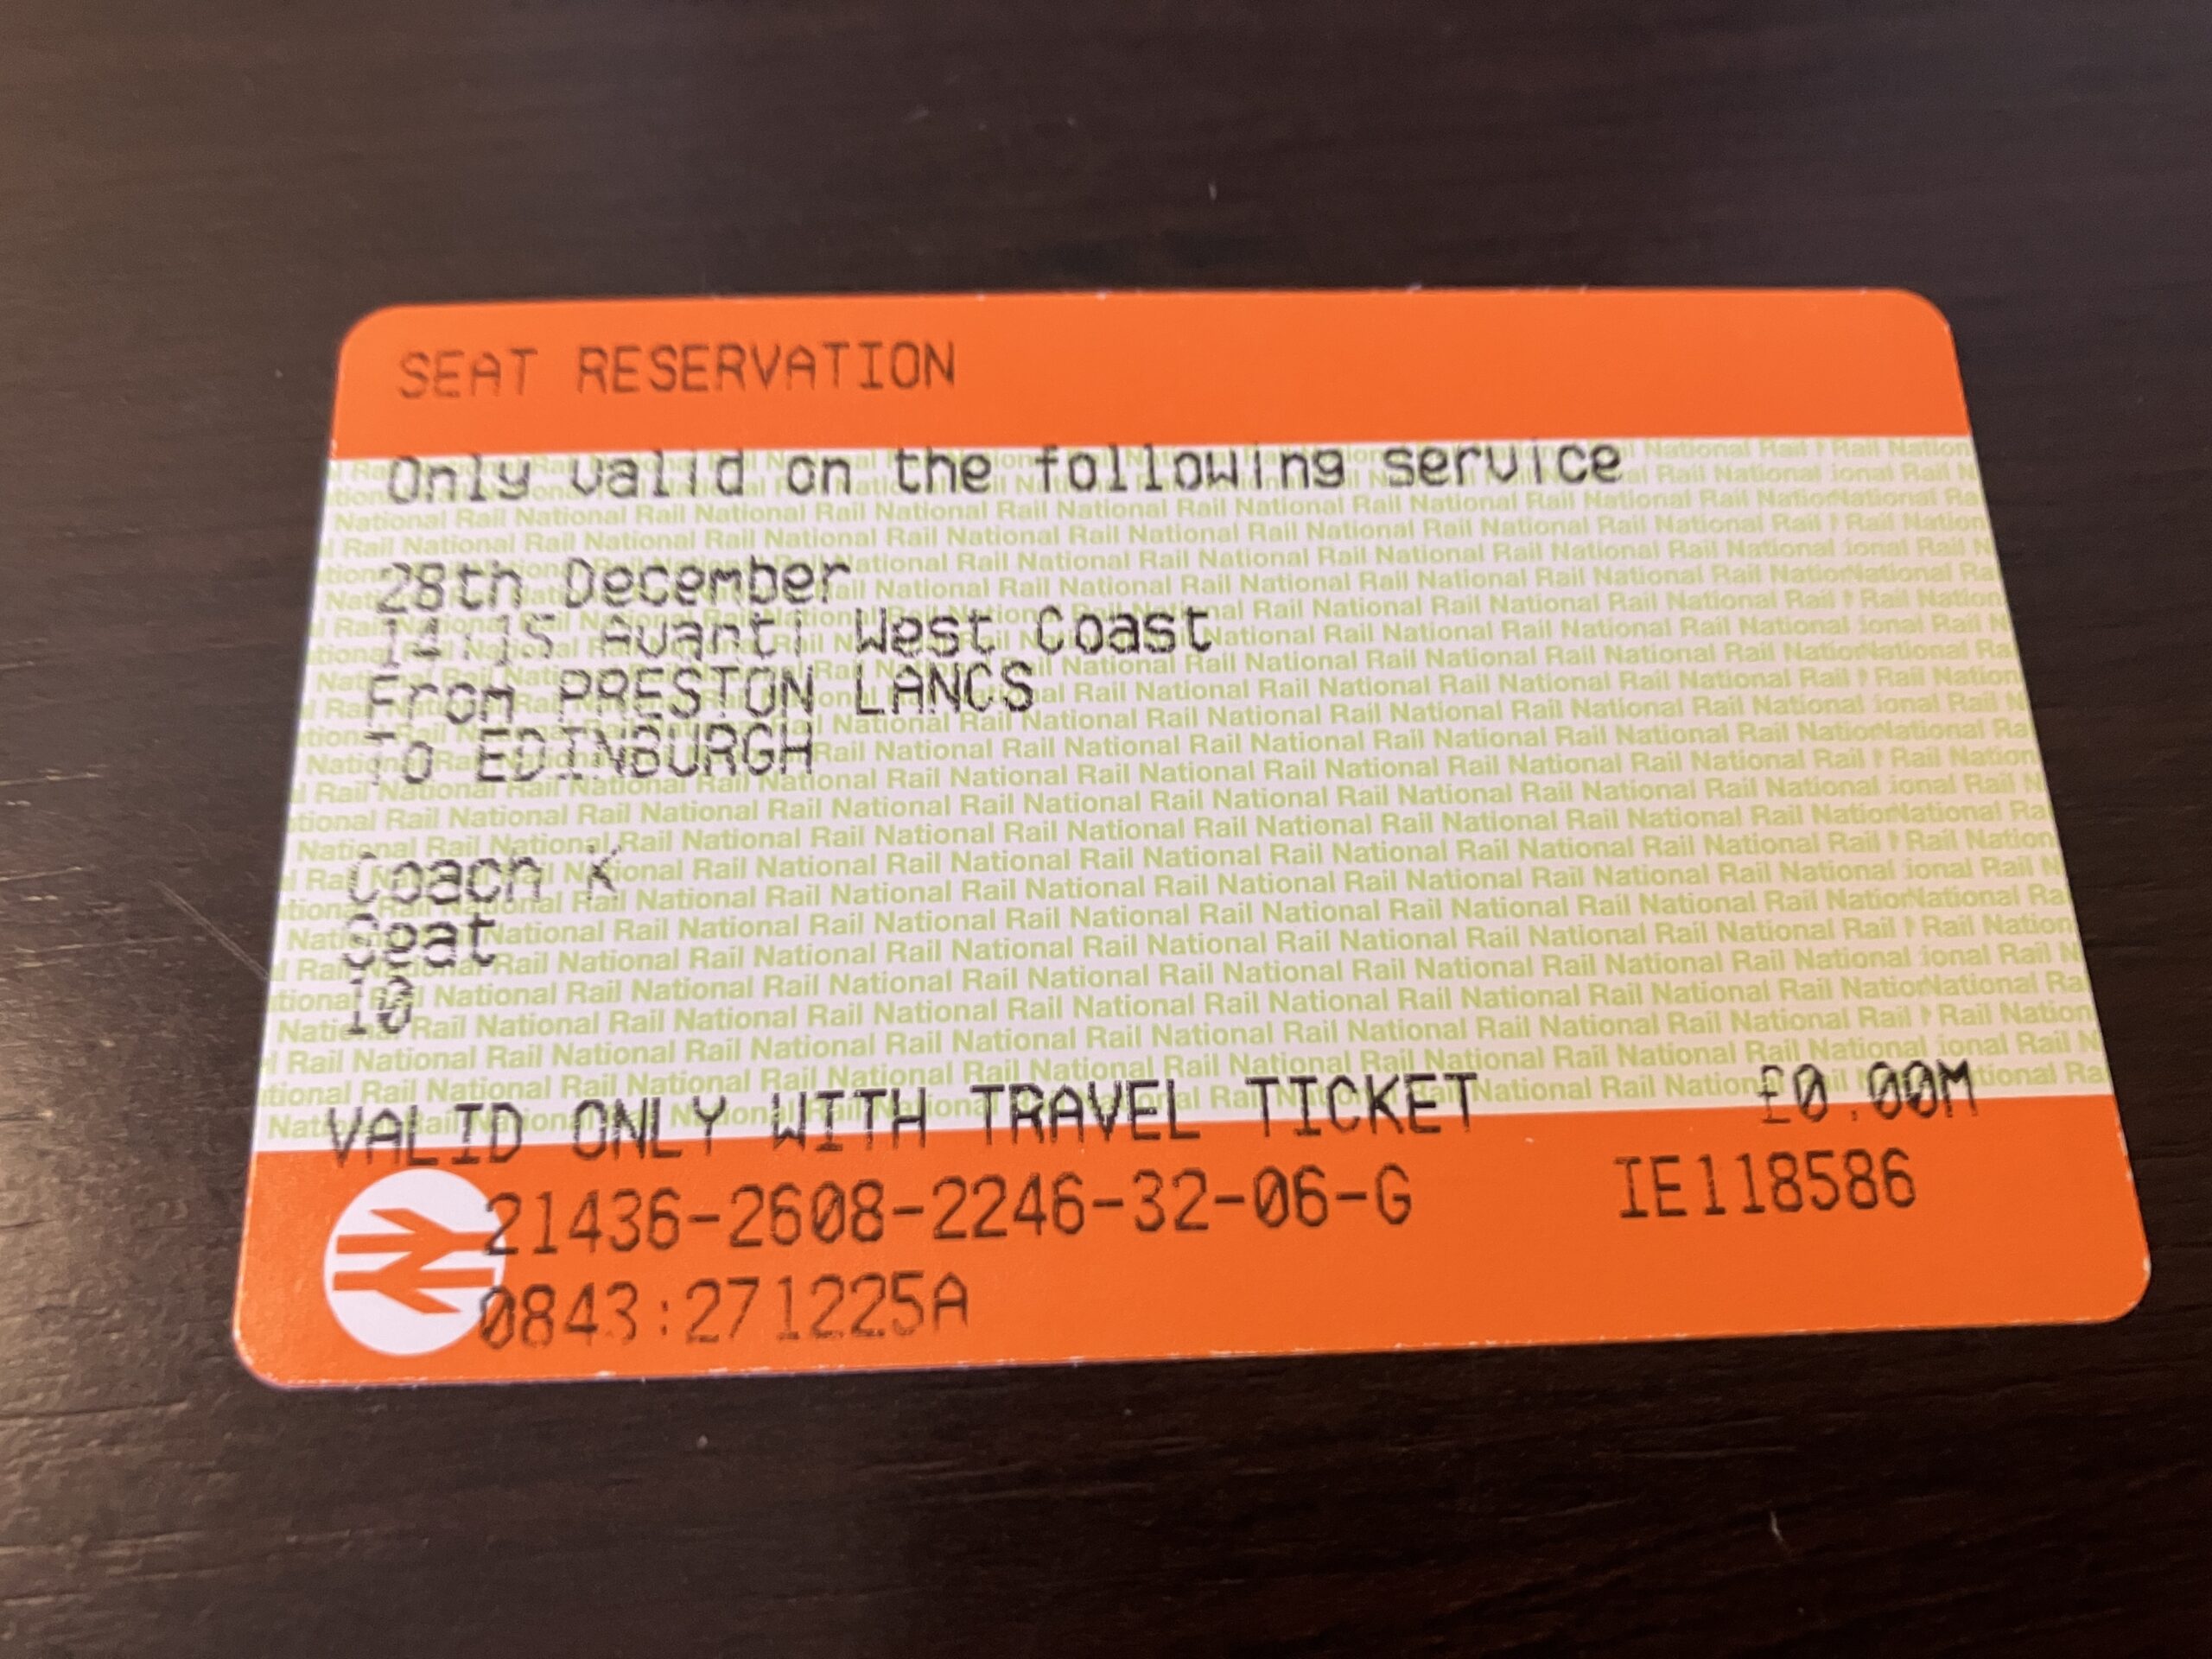 SEAT RESERVATION
Only valid on the following service
28th December
14:15 Avanti West Coast
From PRESTON LANCS
To EDINBURGH
Coach K
Seat
10
VALID ONLY WITH TRAVEL TICKET £0.00M
21436-2608-2246-32-06-G IE118586
0843:271225A